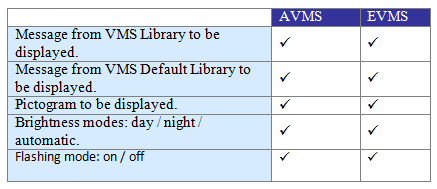 AVMS EVMS
Message from VMS Library to be
displayed. ✓ ✓
Message from VMS Default Library to
be displayed. ✓ ✓
Pictogram to be displayed. ✓ ✓
Brightness modes: day / night /
automatic. ✓ ✓
Flashing mode: on / off ✓ ✓